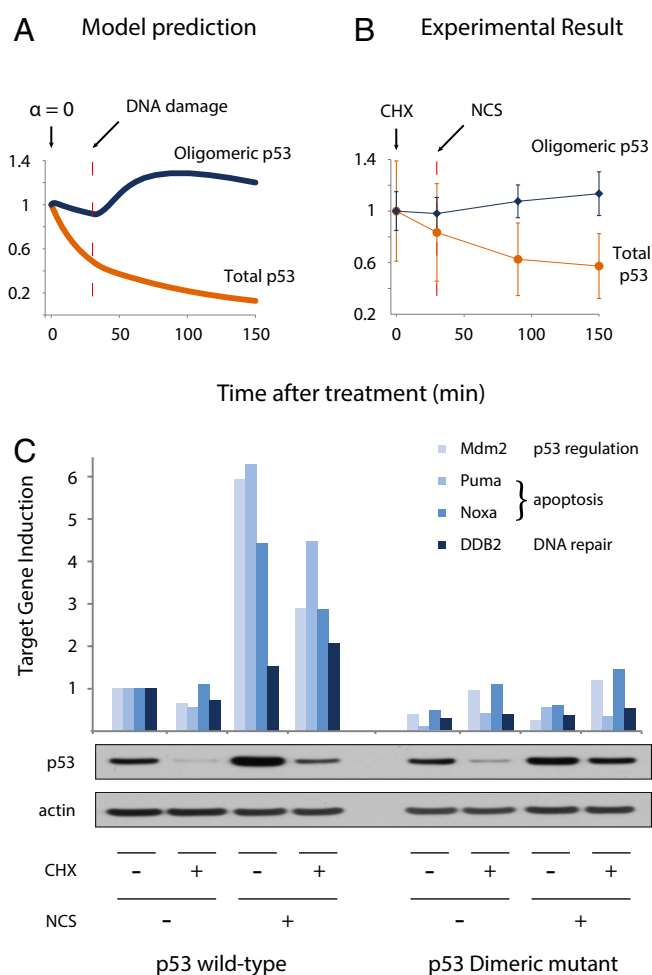 A Model prediction
α = 0
DNA damage
Oligomeric p53
Total p53
1.4
1
0.6
0.2
0 50 100 150
B Experimental Result
CHX
NCS
Oligomeric p53
Total
p53
1.4
1
0.6
0.2
0 50 100 150
Time after treatment (min)
C
Target Gene Induction
6
5
4
3
2
1
Mdm2 p53 regulation
Puma
Noxa
} apoptosis
DDB2 DNA repair
p53
actin
CHX - + - + - + - +
NCS - + - +
p53 wild-type p53 Dimeric mutant